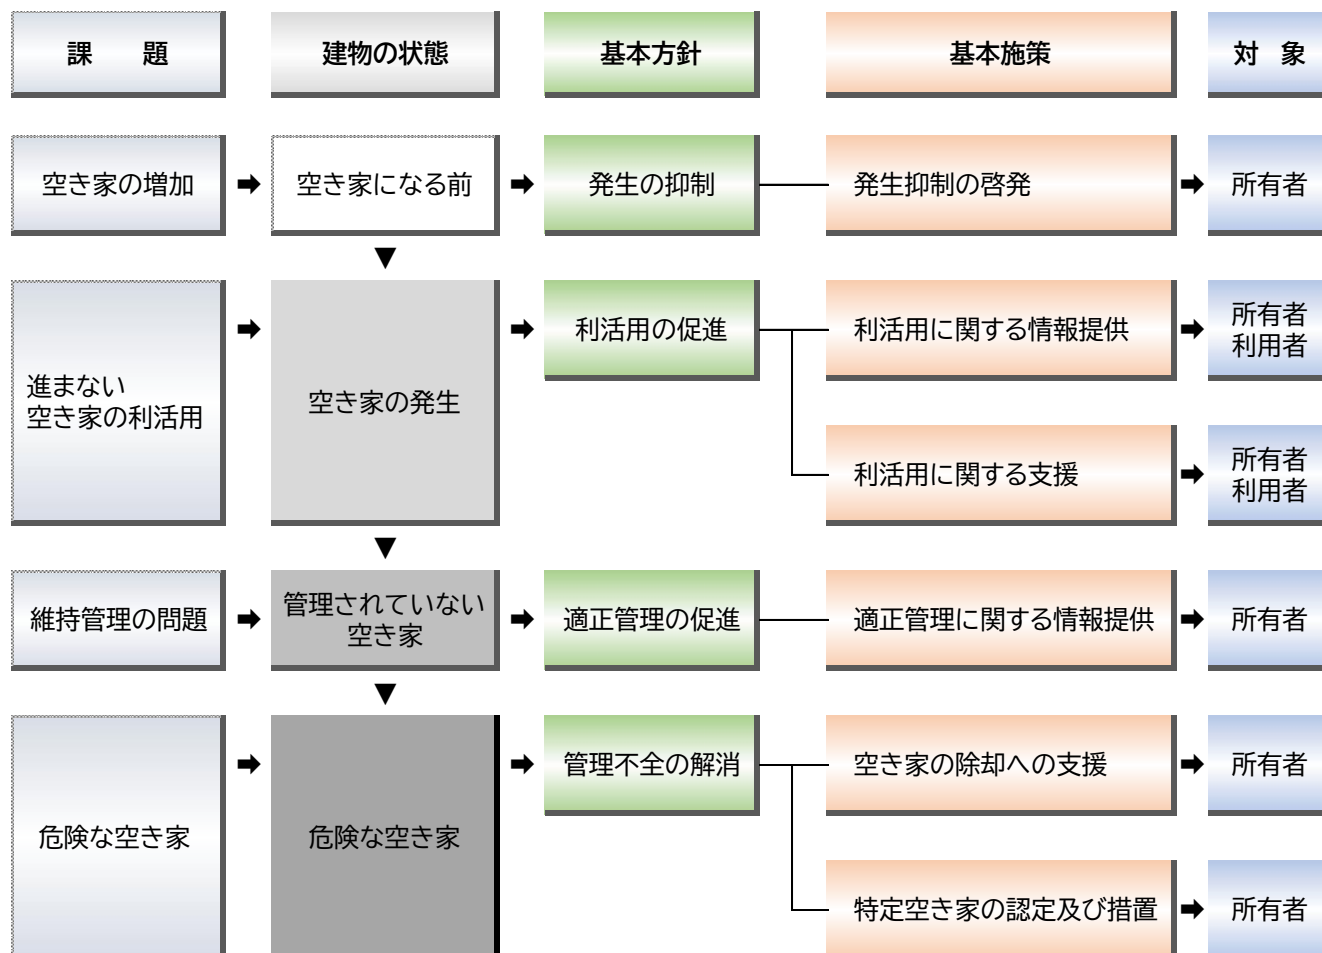 課　題
建物の状態
基本方針
基本施策
対 象
空き家の増加
空き家になる前
発生の抑制
発生抑制の啓発
所有者
進まない
空き家の利活用
空き家の発生
利活用の促進
利活用に関する情報提供
所有者
利用者
利活用に関する支援
所有者
利用者
維持管理の問題
管理されていない
空き家
適正管理の促進
適正管理に関する情報提供
所有者
危険な空き家
危険な空き家
管理不全の解消
空き家の除却への支援
所有者
特定空き家の認定及び措置
所有者